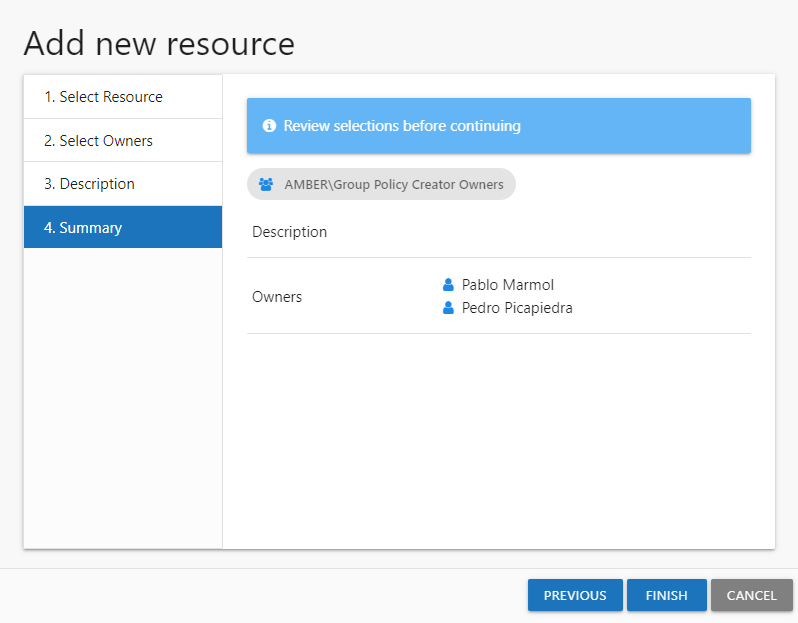 Add new resource
1. Select Resource
2. Select Owners
3. Description
4. Summary
Review selections before continuing
AMBER\Group Policy Creator Owners
Description
Owners
Pablo Marmol
Pedro Picapiedra
PREVIOUS
FINISH
CANCEL